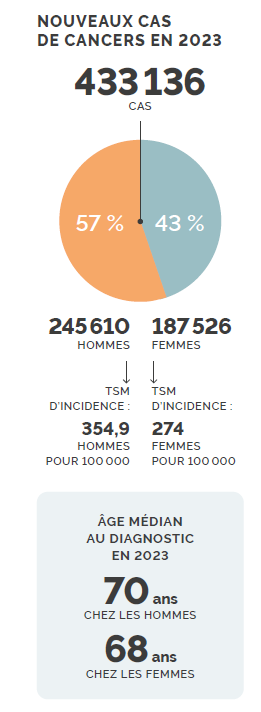 NOUVEAUX CAS
DE CANCERS EN 2023
433 136
CAS
57 %
43 %
245 610
HOMMES
187 526
FEMMES
TSM
D'INCIDENCE :
354,9
HOMMES
POUR 100 000
TSM
D'INCIDENCE :
274
FEMMES
POUR 100 000
ÂGE MÉDIAN
AU DIAGNOSTIC
EN 2023
70 ans
CHEZ LES HOMMES
68 ans
CHEZ LES FEMMES